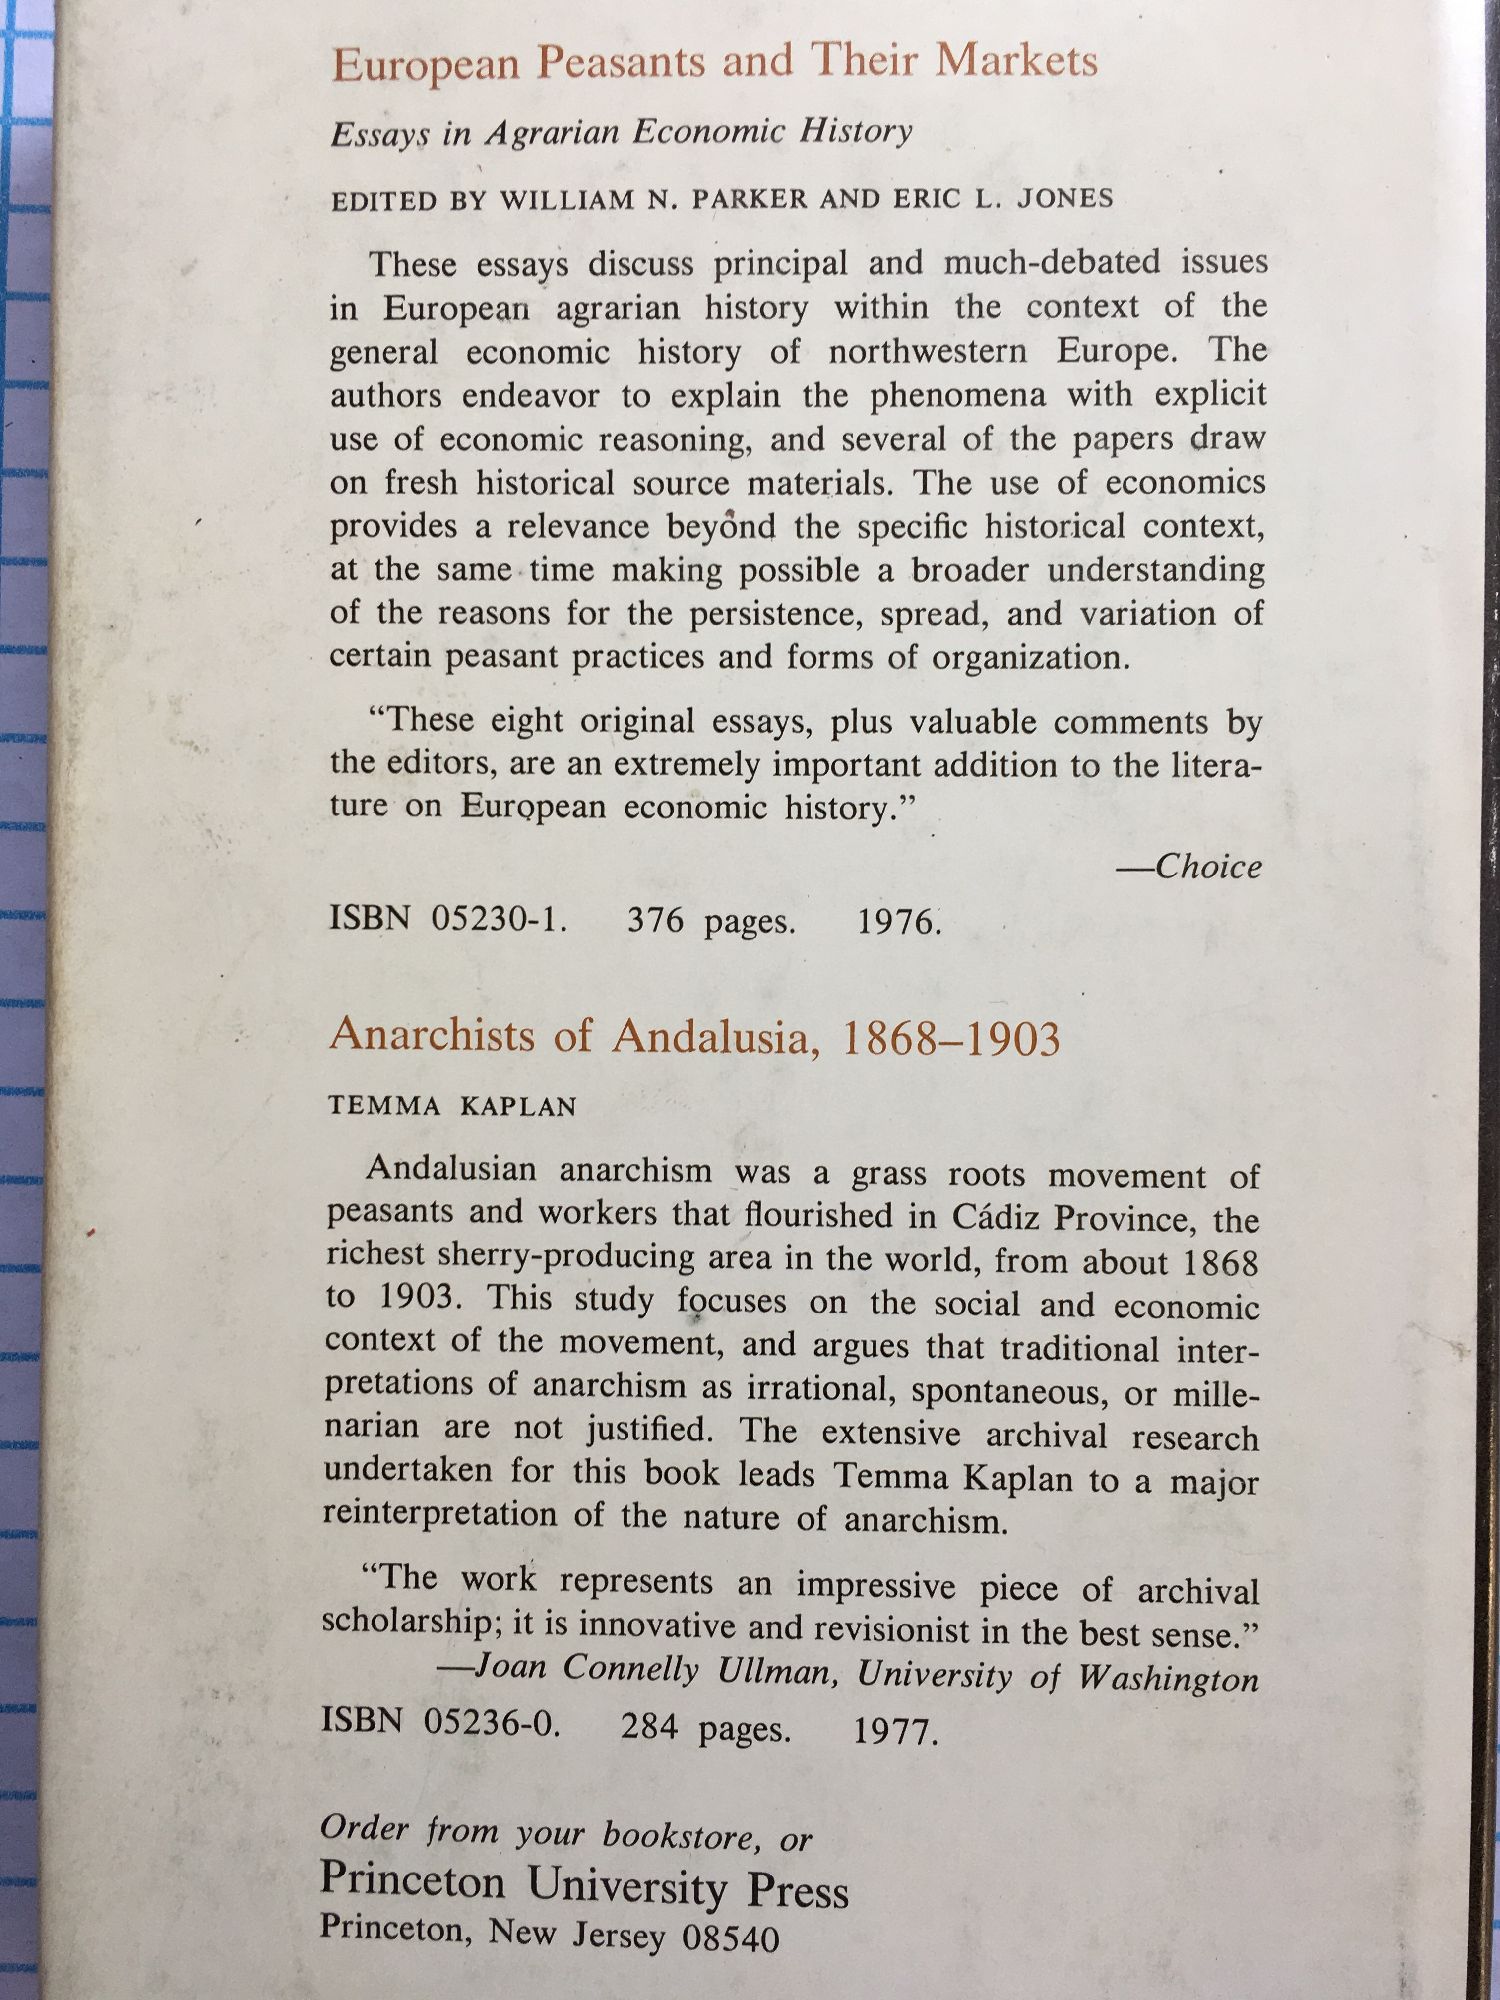 European Peasants and Their Markets
Essays in Agrarian Economic History
EDITED BY WILLIAM N. PARKER AND ERIC L. JONES
These essays discuss principal and much-debated issues
in European agrarian history within the context of the
general economic history of northwestern Europe. The
authors endeavor to explain the phenomena with explicit
use of economic reasoning, and several of the papers draw
on fresh historical source materials. The use of economics
provides a relevance beyond the specific historical context,
at the same time making possible a broader understanding
of the reasons for the persistence, spread, and variation of
certain peasant practices and forms of organization.
“These eight original essays, plus valuable comments by
the editors, are an extremely important addition to the litera-
ture on European economic history.”
—Choice
ISBN 05230-1. 376 pages. 1976.
Anarchists of Andalusia, 1868–1903
TEMMA KAPLAN
Andalusian anarchism was a grass roots movement of
peasants and workers that flourished in Cádiz Province, the
richest sherry-producing area in the world, from about 1868
to 1903. This study focuses on the social and economic
context of the movement, and argues that traditional inter-
pretations of anarchism as irrational, spontaneous, or mille-
narian are not justified. The extensive archival research
undertaken for this book leads Temma Kaplan to a major
reinterpretation of the nature of anarchism.
“The work represents an impressive piece of archival
scholarship; it is innovative and revisionist in the best sense.”
—Joan Connelly Ullman, University of Washington
ISBN 05236-0. 284 pages. 1977.
Order from your bookstore, or
Princeton University Press
Princeton, New Jersey 08540